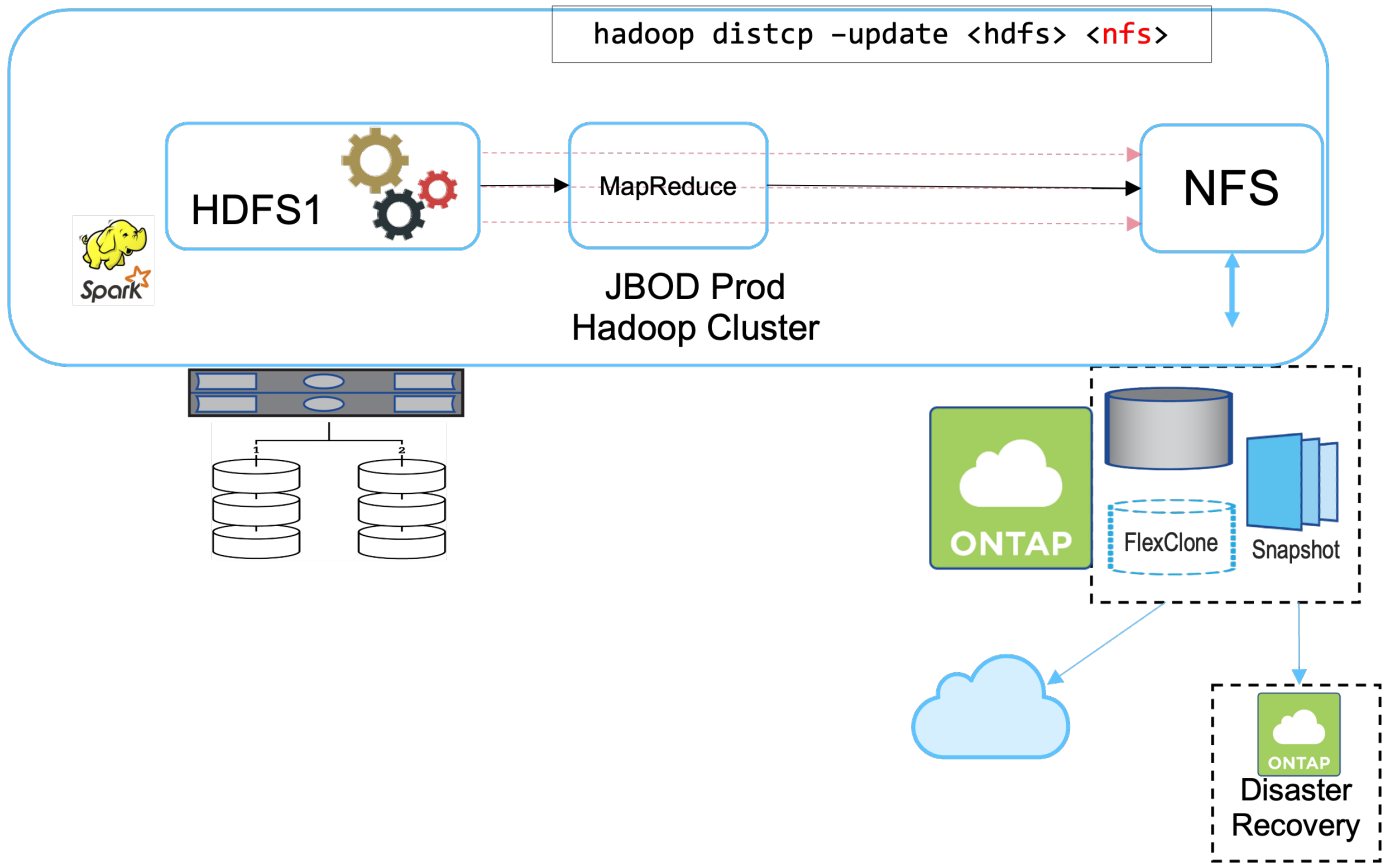 hadoop distcp –update <hdfs> <nfs>
HDFS1
MapReduce
NFS
Spark
JBOD Prod
Hadoop Cluster
1
2
ONTAP
FlexClone
Snapshot
ONTAP
Disaster
Recovery